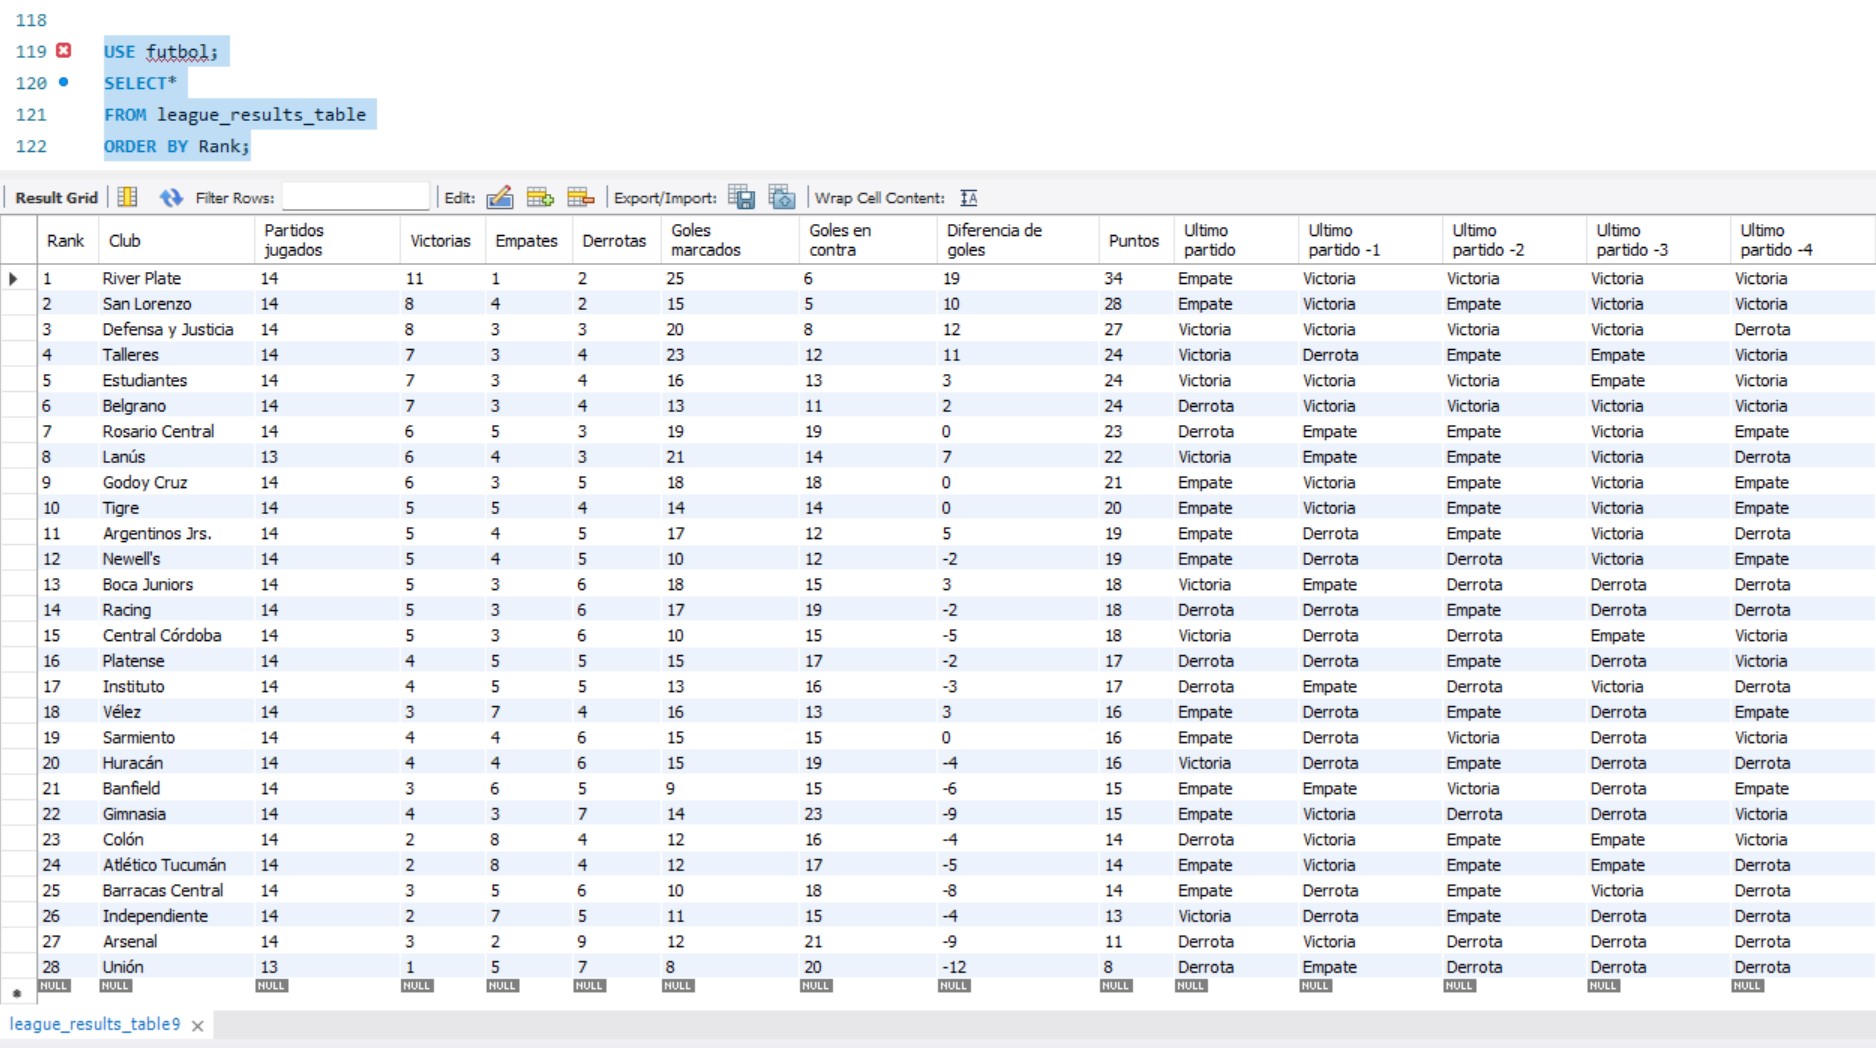 118
119 USE futbol;
120 SELECT*
121 FROM league_results_table
122 ORDER BY Rank;
Result Grid Filter Rows: Edit: Export/Import: Wrap Cell Content: IA
Rank Club Partidos jugados Victorias Empates Derrotas Goles marcados Goles en contra Diferencia de goles Puntos Ultimo partido Ultimo partido -1 Ultimo partido -2 Ultimo partido -3 Ultimo partido -4
1 River Plate 14 11 1 2 25 6 19 34 Empate Victoria Victoria Victoria Victoria
2 San Lorenzo 14 8 4 2 15 5 10 28 Empate Victoria Empate Victoria Victoria
3 Defensa y Justicia 14 8 3 3 20 8 12 27 Victoria Victoria Victoria Victoria Derrota
4 Talleres 14 7 3 4 23 12 11 24 Victoria Derrota Empate Empate Victoria
5 Estudiantes 14 7 3 4 16 13 3 24 Victoria Victoria Victoria Empate Victoria
6 Belgrano 14 7 3 4 13 11 2 24 Derrota Victoria Victoria Victoria Victoria
7 Rosario Central 14 6 5 3 19 19 0 23 Derrota Empate Empate Victoria Empate
8 Lanús 13 6 4 3 21 14 7 22 Victoria Empate Empate Victoria Derrota
9 Godoy Cruz 14 6 3 5 18 18 0 21 Empate Victoria Empate Victoria Empate
10 Tigre 14 5 5 4 14 14 0 20 Empate Victoria Empate Victoria Empate
11 Argentinos Jrs. 14 5 4 5 17 12 5 19 Empate Derrota Empate Victoria Derrota
12 Newell's 14 5 4 5 10 12 -2 19 Empate Derrota Derrota Victoria Empate
13 Boca Juniors 14 5 3 6 18 15 3 18 Victoria Empate Derrota Derrota Derrota
14 Racing 14 5 3 6 17 19 -2 18 Derrota Derrota Empate Derrota Derrota
15 Central Córdoba 14 5 3 6 10 15 -5 18 Victoria Derrota Derrota Empate Victoria
16 Platense 14 4 5 5 15 17 -2 17 Derrota Derrota Empate Derrota Victoria
17 Instituto 14 4 5 5 13 16 -3 17 Derrota Empate Derrota Victoria Derrota
18 Vélez 14 3 7 4 16 13 3 16 Empate Derrota Empate Derrota Empate
19 Sarmiento 14 4 4 6 15 15 0 16 Empate Derrota Victoria Derrota Victoria
20 Huracán 14 4 4 6 15 19 -4 16 Victoria Derrota Empate Derrota Derrota
21 Banfield 14 3 6 5 9 15 -6 15 Empate Empate Victoria Derrota Empate
22 Gimnasia 14 4 3 7 14 23 -9 15 Empate Victoria Derrota Derrota Victoria
23 Colón 14 2 8 4 12 16 -4 14 Derrota Victoria Empate Empate Victoria
24 Atlético Tucumán 14 2 8 4 12 17 -5 14 Empate Victoria Empate Empate Derrota
25 Barracas Central 14 3 5 6 10 18 -8 14 Empate Derrota Empate Victoria Derrota
26 Independiente 14 2 7 5 11 15 -4 13 Victoria Derrota Empate Derrota Derrota
27 Arsenal 14 3 2 9 12 21 -9 11 Derrota Victoria Derrota Derrota Derrota
28 Unión 13 1 5 7 8 20 -12 8 Derrota Empate Derrota Derrota Derrota
NULL NULL NULL NULL NULL NULL NULL NULL NULL NULL NULL NULL NULL NULL NULL
league_results_table9